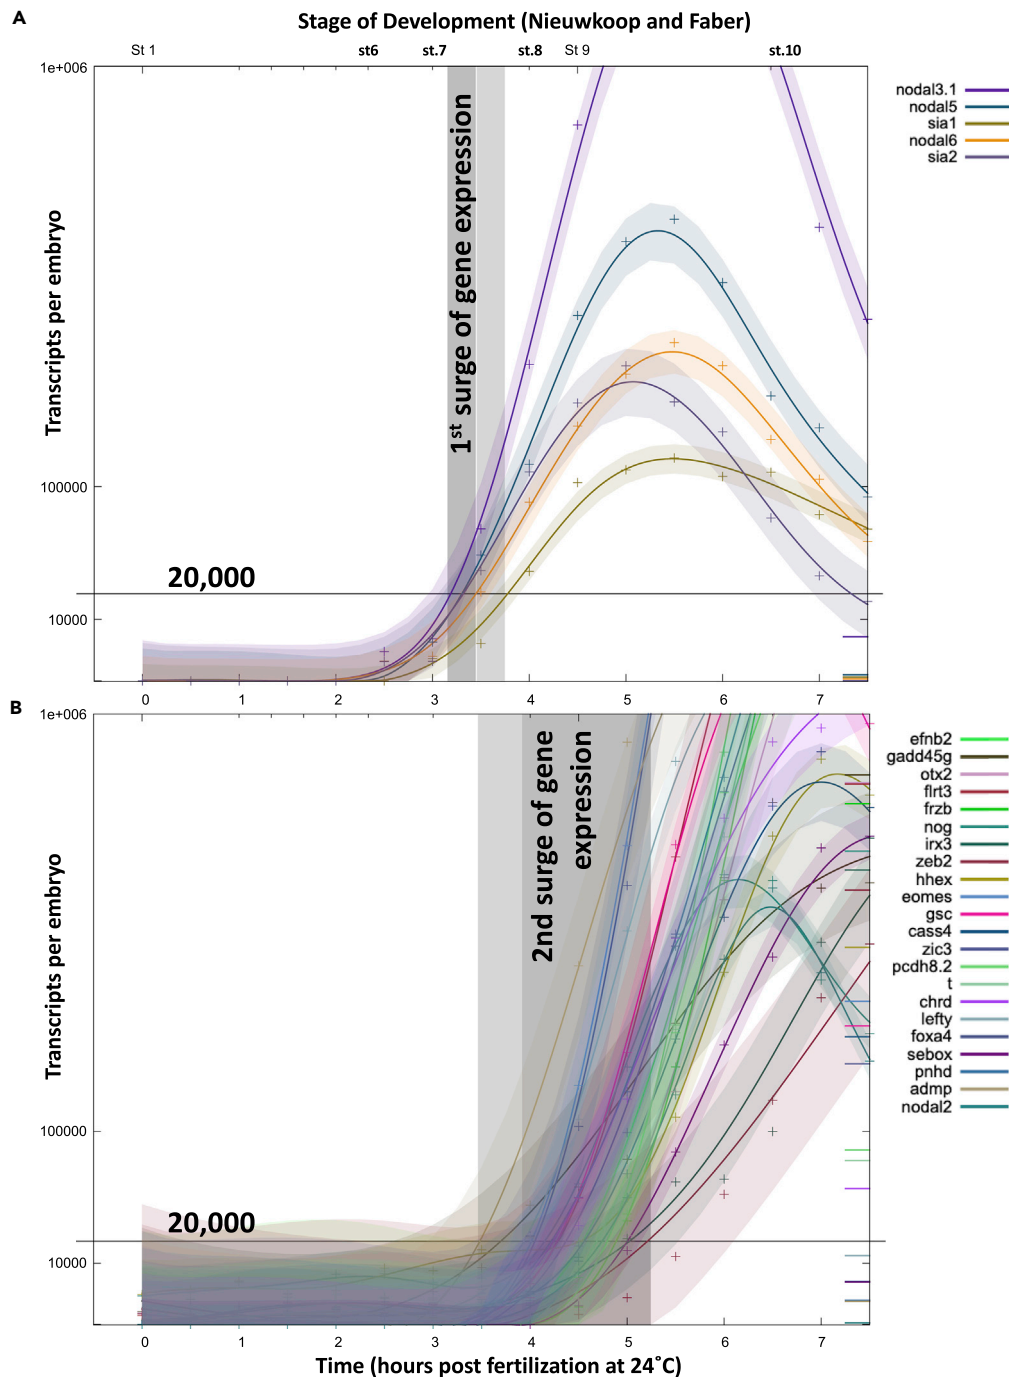 A
Stage of Development (Nieuwkoop and Faber)
St 1
st6
st.7
st.8
St 9
st.10
1e+006
100000
10000
Transcripts per embryo
1st surge of gene expression
20,000
nodal3.1
nodal5
sia1
nodal6
sia2
0 1 2 3 4 5 6 7
B
1e+006
100000
10000
Transcripts per embryo
2nd surge of gene
expression
20,000
efnb2
gadd45g
otx2
flrt3
frzb
nog
irx3
zeb2
hhex
eomes
gsc
cass4
zic3
pcdh8.2
t
chrd
lefty
foxa4
sebox
pnhd
admp
nodal2
0 1 2 3 4 5 6 7
Time (hours post fertilization at 24˚C)